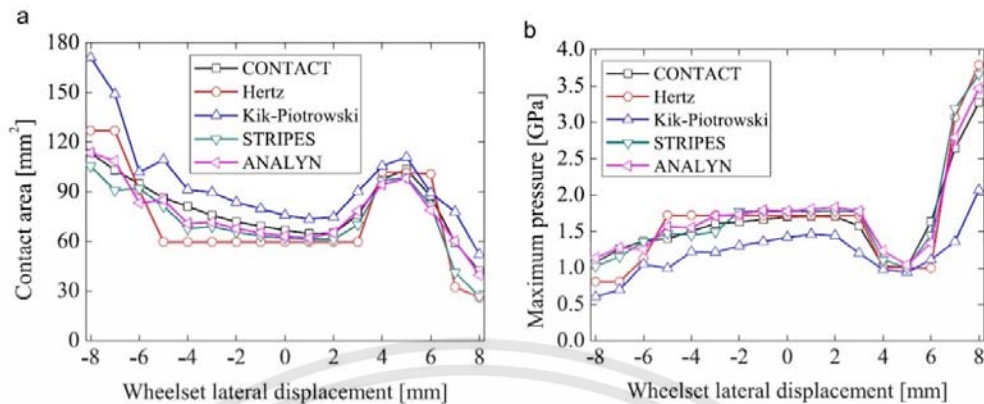 a
Contact area [mm²]
180
150
120
90
60
30
0
CONTACT
Hertz
Kik-Piotrowski
STRIPES
ANALYN
-8 -6 -4 -2 0 2 4 6 8
Wheelset lateral displacement [mm]
b
Maximum pressure [GPa]
4.0
3.5
3.0
2.5
2.0
1.5
1.0
0.5
0.0
CONTACT
Hertz
Kik-Piotrowski
STRIPES
ANALYN
-8 -6 -4 -2 0 2 4 6 8
Wheelset lateral displacement [mm]